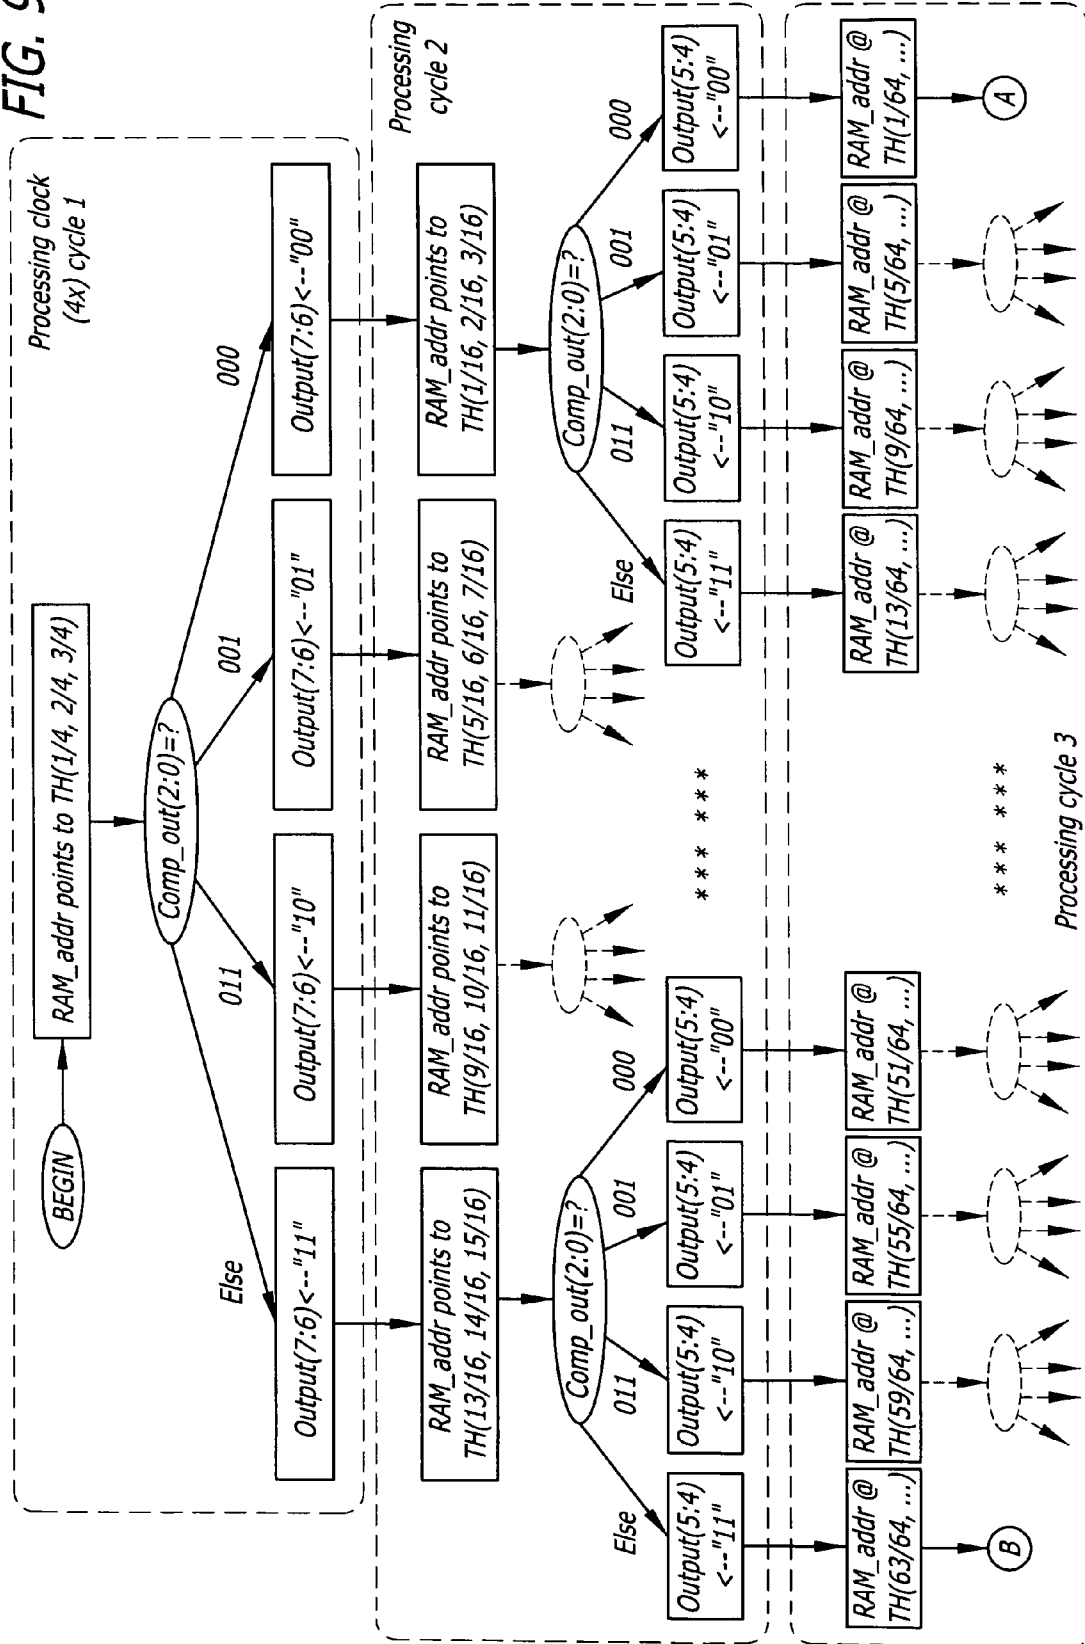 FIG. 9
Processing clock
(4x) cycle 1
BEGIN
RAM_addr points to TH(1/4, 2/4, 3/4)
Comp_out(2:0)=?
Else
011
001
000
Output(7:6)<--"11"
Output(7:6)<--"10"
Output(7:6)<--"01"
Output(7:6)<--"00"
Processing
cycle 2
RAM_addr points to
TH(13/16, 14/16, 15/16)
RAM_addr points to
TH(9/16, 10/16, 11/16)
RAM_addr points to
TH(5/16, 6/16, 7/16)
RAM_addr points to
TH(1/16, 2/16, 3/16)
Comp_out(2:0)=?
Else
011
001
000
Comp_out(2:0)=?
Else
011
001
000
Output(5:4)
<--"11"
Output(5:4)
<--"10"
Output(5:4)
<--"01"
Output(5:4)
<--"00"
*** ***
Output(5:4)
<--"11"
Output(5:4)
<--"10"
Output(5:4)
<--"01"
Output(5:4)
<--"00"
RAM_addr @
TH(63/64, ...)
RAM_addr @
TH(59/64, ...)
RAM_addr @
TH(55/64, ...)
RAM_addr @
TH(51/64, ...)
RAM_addr @
TH(13/64, ...)
RAM_addr @
TH(9/64, ...)
RAM_addr @
TH(5/64, ...)
RAM_addr @
TH(1/64, ...)
B
*** ***
A
Processing cycle 3